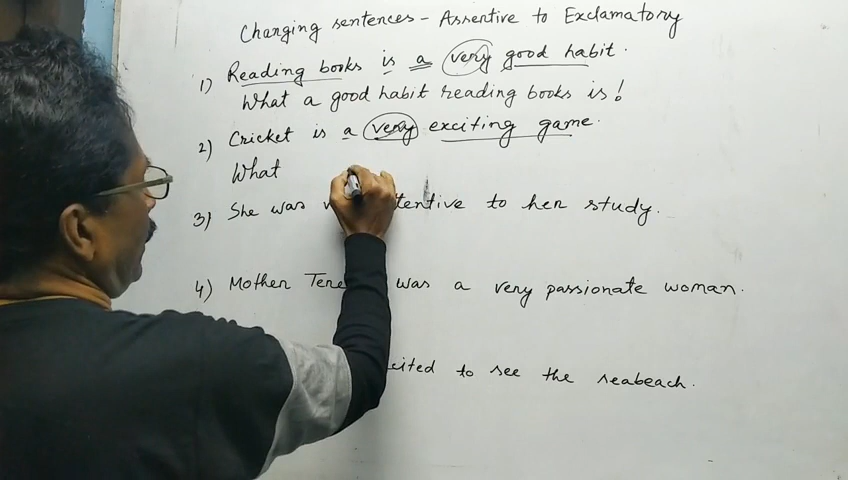 Changing sentences - Assertive to Exclamatory
1) Reading books is a very good habit.
What a good habit reading books is!
2) Cricket is a very exciting game.
What
3) She was to her study.
4) Mother was a very passionate woman.
to see the seabeach.